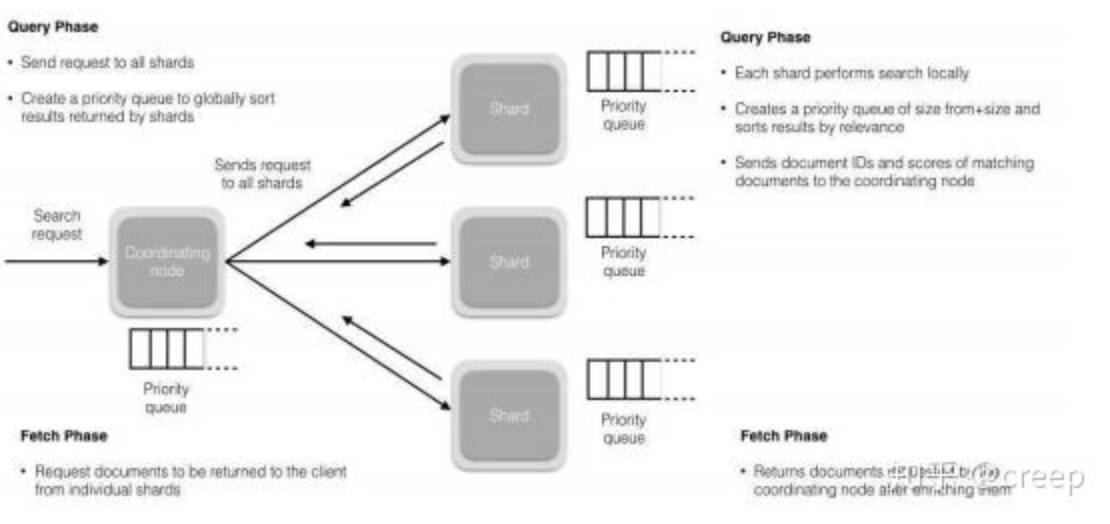 Query Phase
• Send request to all shards
• Create a priority queue to globally sort
results returned by shards
Sends request
to all shards
Search
request
Coordinating
node
Priority
queue
Fetch Phase
• Request documents to be returned to the client
from individual shards
Shard
Priority
queue
Shard
Priority
queue
Shard
Priority
queue
Query Phase
• Each shard performs search locally
• Creates a priority queue of size from+size and
sorts results by relevance
• Sends document IDs and scores of matching
documents to the coordinating node
Fetch Phase
• Returns documents
coordinating node after enriching them
知乎 @creep